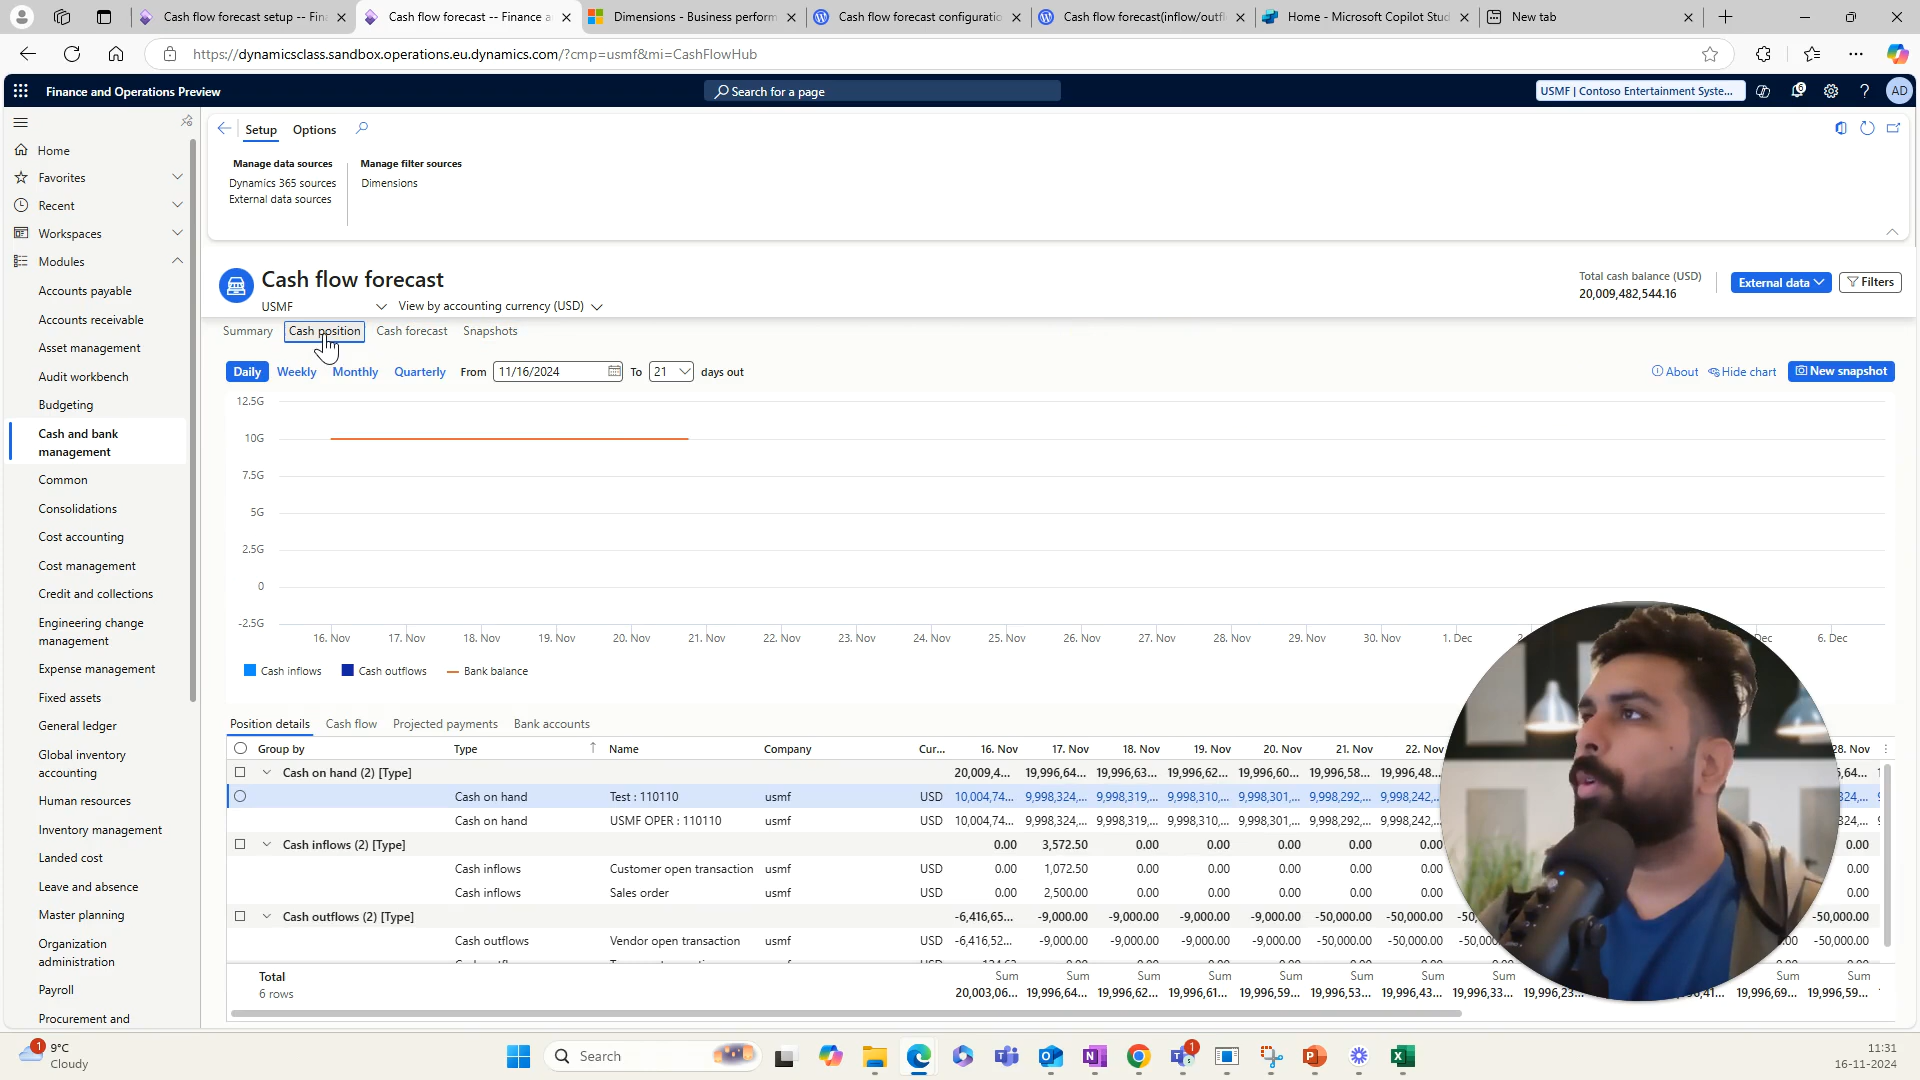 Cash flow forecast setup -- Fin
Cash flow forecast -- Finance a
Dimensions - Business perform
Cash flow forecast configuratio
Cash flow forecast(inflow/outfl
Home - Microsoft Copilot Stud
New tab
https://dynamicsclass.sandbox.operations.eu.dynamics.com/?cmp=usmf&mi=CashFlowHub
Finance and Operations Preview
Search for a page
USMF | Contoso Entertainment Syste...
6
?
AD
Home
Favorites
Recent
Workspaces
Modules
Accounts payable
Accounts receivable
Asset management
Audit workbench
Budgeting
Cash and bank
management
Common
Consolidations
Cost accounting
Cost management
Credit and collections
Engineering change
management
Expense management
Fixed assets
General ledger
Global inventory
accounting
Human resources
Inventory management
Landed cost
Leave and absence
Master planning
Organization
administration
Payroll
Procurement and
Setup Options
Manage data sources
Dynamics 365 sources
External data sources
Manage filter sources
Dimensions
Cash flow forecast
USMF View by accounting currency (USD)
Total cash balance (USD)
20,009,482,544.16
External data
Filters
Summary Cash position Cash forecast Snapshots
Daily Weekly Monthly Quarterly From 11/16/2024 To 21 days out
About Hide chart New snapshot
12.5G
10G
7.5G
5G
2.5G
0
-2.5G
16. Nov 17. Nov 18. Nov 19. Nov 20. Nov 21. Nov 22. Nov 23. Nov 24. Nov 25. Nov 26. Nov 27. Nov 28. Nov 29. Nov 30. Nov 1. Dec 2. Dec 6. Dec
Cash inflows Cash outflows Bank balance
Position details Cash flow Projected payments Bank accounts
Group by Type Name Company Cur... 16. Nov 17. Nov 18. Nov 19. Nov 20. Nov 21. Nov 22. Nov 28. Nov
Cash on hand (2) [Type] 20,009,4... 19,996,64... 19,996,63... 19,996,62... 19,996,60... 19,996,58... 19,996,48... ,64...
Cash on hand Test : 110110 usmf USD 10,004,74... 9,998,324,... 9,998,319,... 9,998,310,... 9,998,301,... 9,998,292,... 9,998,242,... 324,...
Cash on hand USMF OPER : 110110 usmf USD 10,004,74... 9,998,324,... 9,998,319,... 9,998,310,... 9,998,301,... 9,998,292,... 9,998,242,... 324,...
Cash inflows (2) [Type] 0.00 3,572.50 0.00 0.00 0.00 0.00 0.00 0.00
Cash inflows Customer open transaction usmf USD 0.00 1,072.50 0.00 0.00 0.00 0.00 0.00 0.00
Cash inflows Sales order usmf USD 0.00 2,500.00 0.00 0.00 0.00 0.00 0.00 0.00
Cash outflows (2) [Type] -6,416,65... -9,000.00 -9,000.00 -9,000.00 -9,000.00 -50,000.00 -50,000.00 -50, -50,000.00
Cash outflows Vendor open transaction usmf USD -6,416,52... -9,000.00 -9,000.00 -9,000.00 -9,000.00 -50,000.00 -50,000.00 -50,00 .00 -50,000.00
Total Sum Sum Sum Sum Sum Sum Sum Sum Sum Sum
6 rows 20,003,06... 19,996,64... 19,996,62... 19,996,61... 19,996,59... 19,996,53... 19,996,43... 19,996,33... 19,996,23... 19,996,69... 19,996,59...
1
9°C
Cloudy
Search
1
11:31
16-11-2024